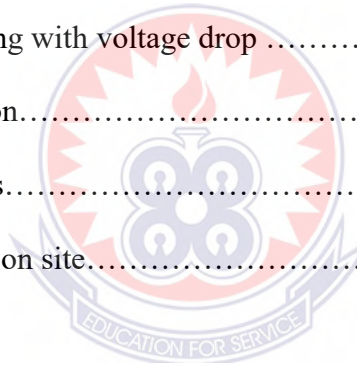 ng with voltage drop ………
on…………………………
s……………………………
on site………………………
EDUCATION FOR SERVICE